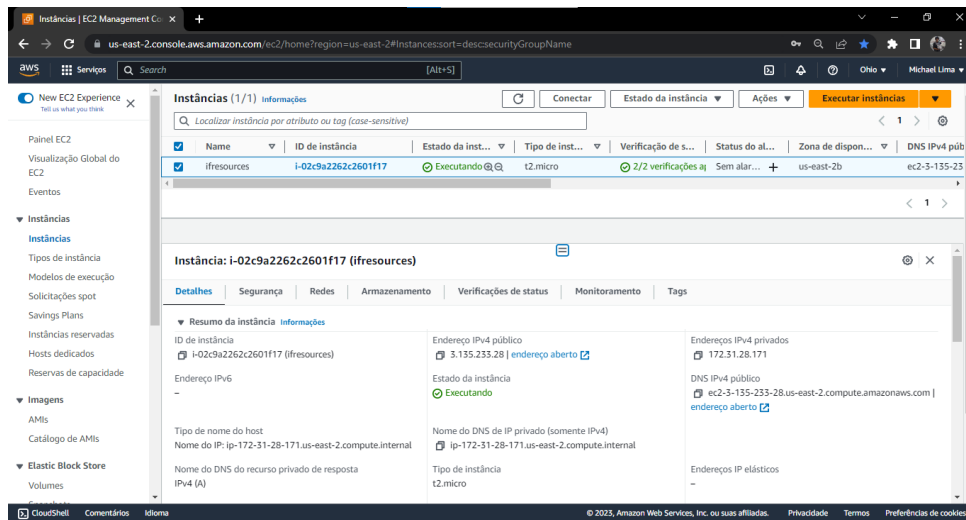 Instâncias | EC2 Management Co
us-east-2.console.aws.amazon.com/ec2/home?region=us-east-2#Instances:sort=desc:securityGroupName
aws Serviços Search [Alt+S] Ohio Michael Lima
New EC2 Experience
Tell us what you think
Painel EC2
Visualização Global do
EC2
Eventos
Instâncias
Instâncias
Tipos de instância
Modelos de execução
Solicitações spot
Savings Plans
Instâncias reservadas
Hosts dedicados
Reservas de capacidade
Imagens
AMIs
Catálogo de AMIs
Elastic Block Store
Volumes
Instâncias (1/1) Informações Conectar Estado da instância Ações Executar instâncias
Localizar instância por atributo ou tag (case-sensitive) 1
Name ID de instância Estado da inst... Tipo de inst... Verificação de s... Status do al... Zona de dispon... DNS IPv4 púb
ifresources i-02c9a2262c2601f17 Executando t2.micro 2/2 verificações Sem alar... us-east-2b ec2-3-135-23
1
Instância: i-02c9a2262c2601f17 (ifresources)
Detalhes Segurança Redes Armazenamento Verificações de status Monitoramento Tags
Resumo da instância Informações
ID de instância Endereço IPv4 público Endereços IPv4 privados
i-02c9a2262c2601f17 (ifresources) 3.135.233.28 | endereço aberto 172.31.28.171
Endereço IPv6 Estado da instância DNS IPv4 público
– Executando ec2-3-135-233-28.us-east-2.compute.amazonaws.com |
endereço aberto
Tipo de nome do host Nome do DNS de IP privado (somente IPv4)
Nome do IP: ip-172-31-28-171.us-east-2.compute.internal ip-172-31-28-171.us-east-2.compute.internal
Nome do DNS do recurso privado de resposta Tipo de instância Endereços IP elásticos
IPv4 (A) t2.micro –
CloudShell Comentários Idioma © 2023, Amazon Web Services, Inc. ou suas afiliadas. Privacidade Termos Preferências de cookies